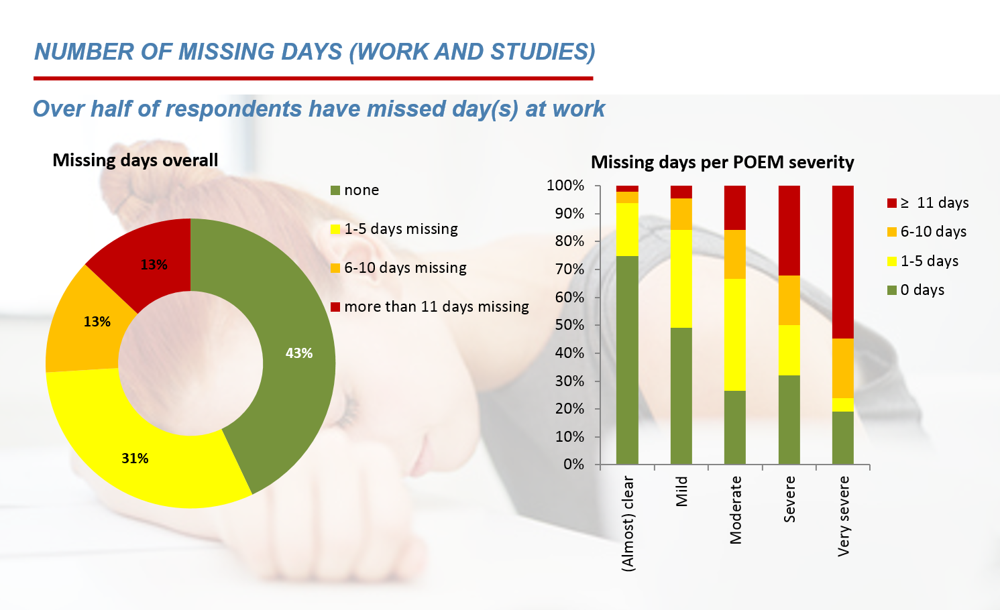 NUMBER OF MISSING DAYS (WORK AND STUDIES)
Over half of respondents have missed day(s) at work
Missing days overall
none
1-5 days missing
6-10 days missing
more than 11 days missing
13%
13%
43%
31%
Missing days per POEM severity
100%
90%
80%
70%
60%
50%
40%
30%
20%
10%
0%
(Almost) clear
Mild
Moderate
Severe
Very severe
≥ 11 days
6-10 days
1-5 days
0 days